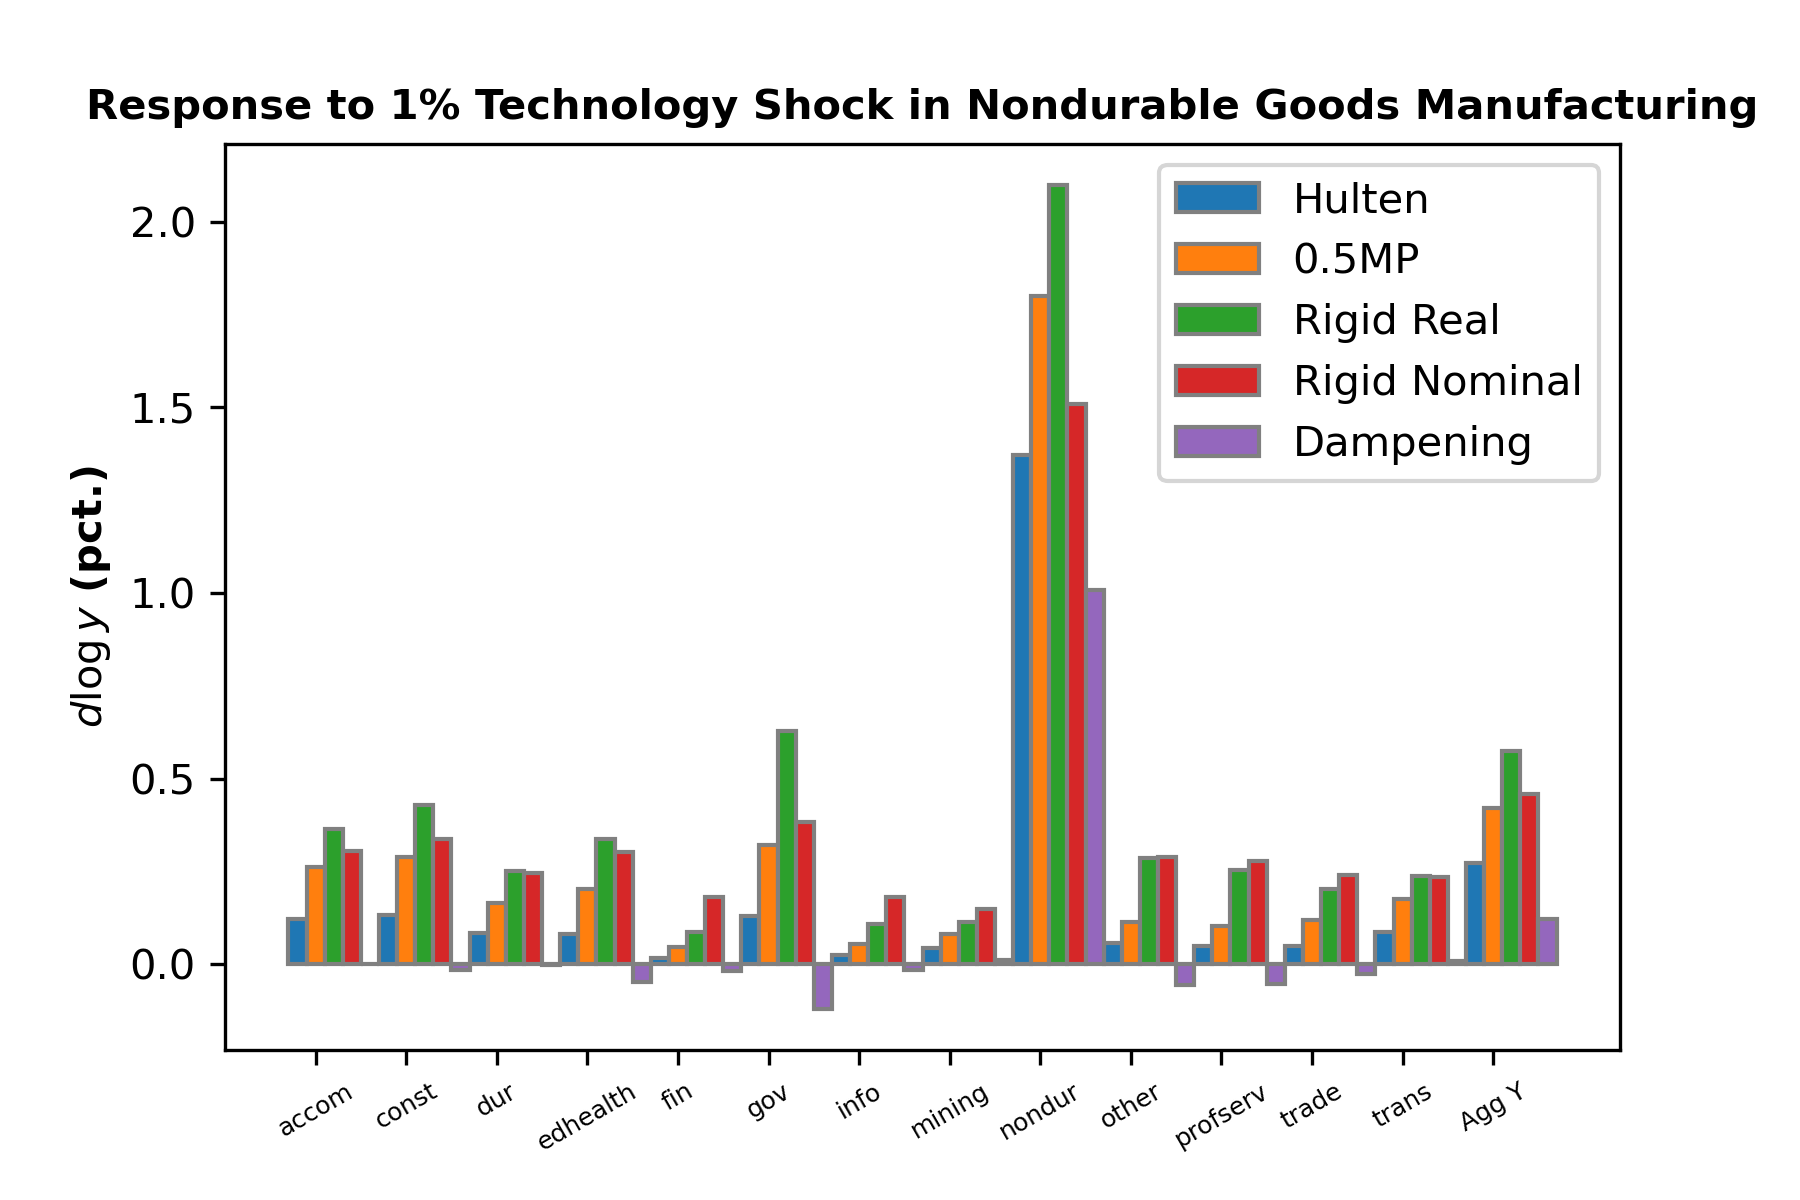 Response to 1% Technology Shock in Nondurable Goods Manufacturing
Hulten
0.5MP
Rigid Real
Rigid Nominal
Dampening
dlog y (pct.)
2.0
1.5
1.0
0.5
0.0
accom
const
dur
edhealth
fin
gov
info
mining
nondur
other
profserv
trade
trans
Agg Y